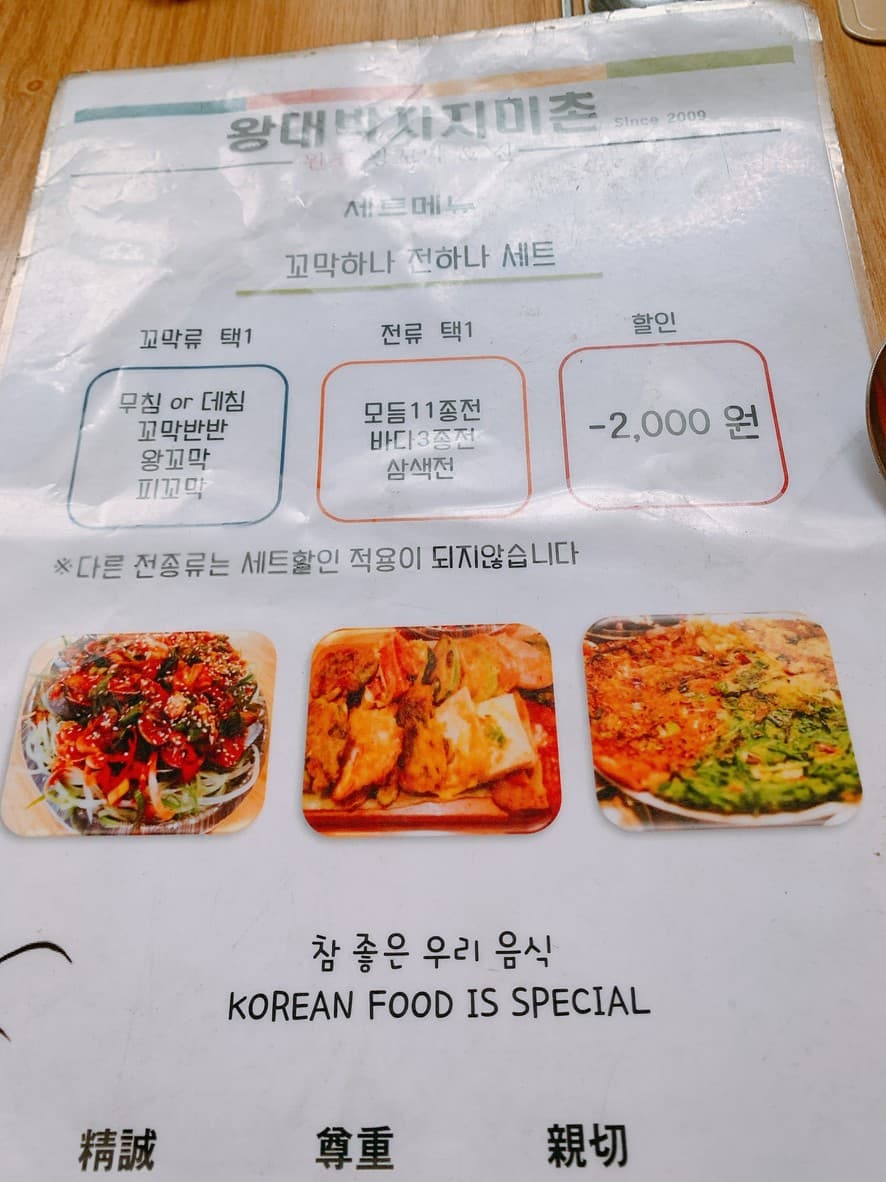 왕대박지지미촌 Since 2009
세트메뉴
꼬막하나 전하나 세트
꼬막류 택1
무침 or 데침
꼬막반반
왕꼬막
피꼬막
전류 택1
모듬11종전
바다3종전
삼색전
할인
-2,000 원
※다른 전종류는 세트할인 적용이 되지않습니다
참 좋은 우리 음식
KOREAN FOOD IS SPECIAL
精誠 尊重 親切